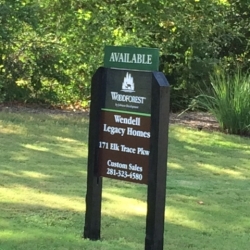 AVAILABLE
WOODFOREST
Wendell
Legacy Homes
171 Elk Trace Pkw
Custom Sales
281-323-4580